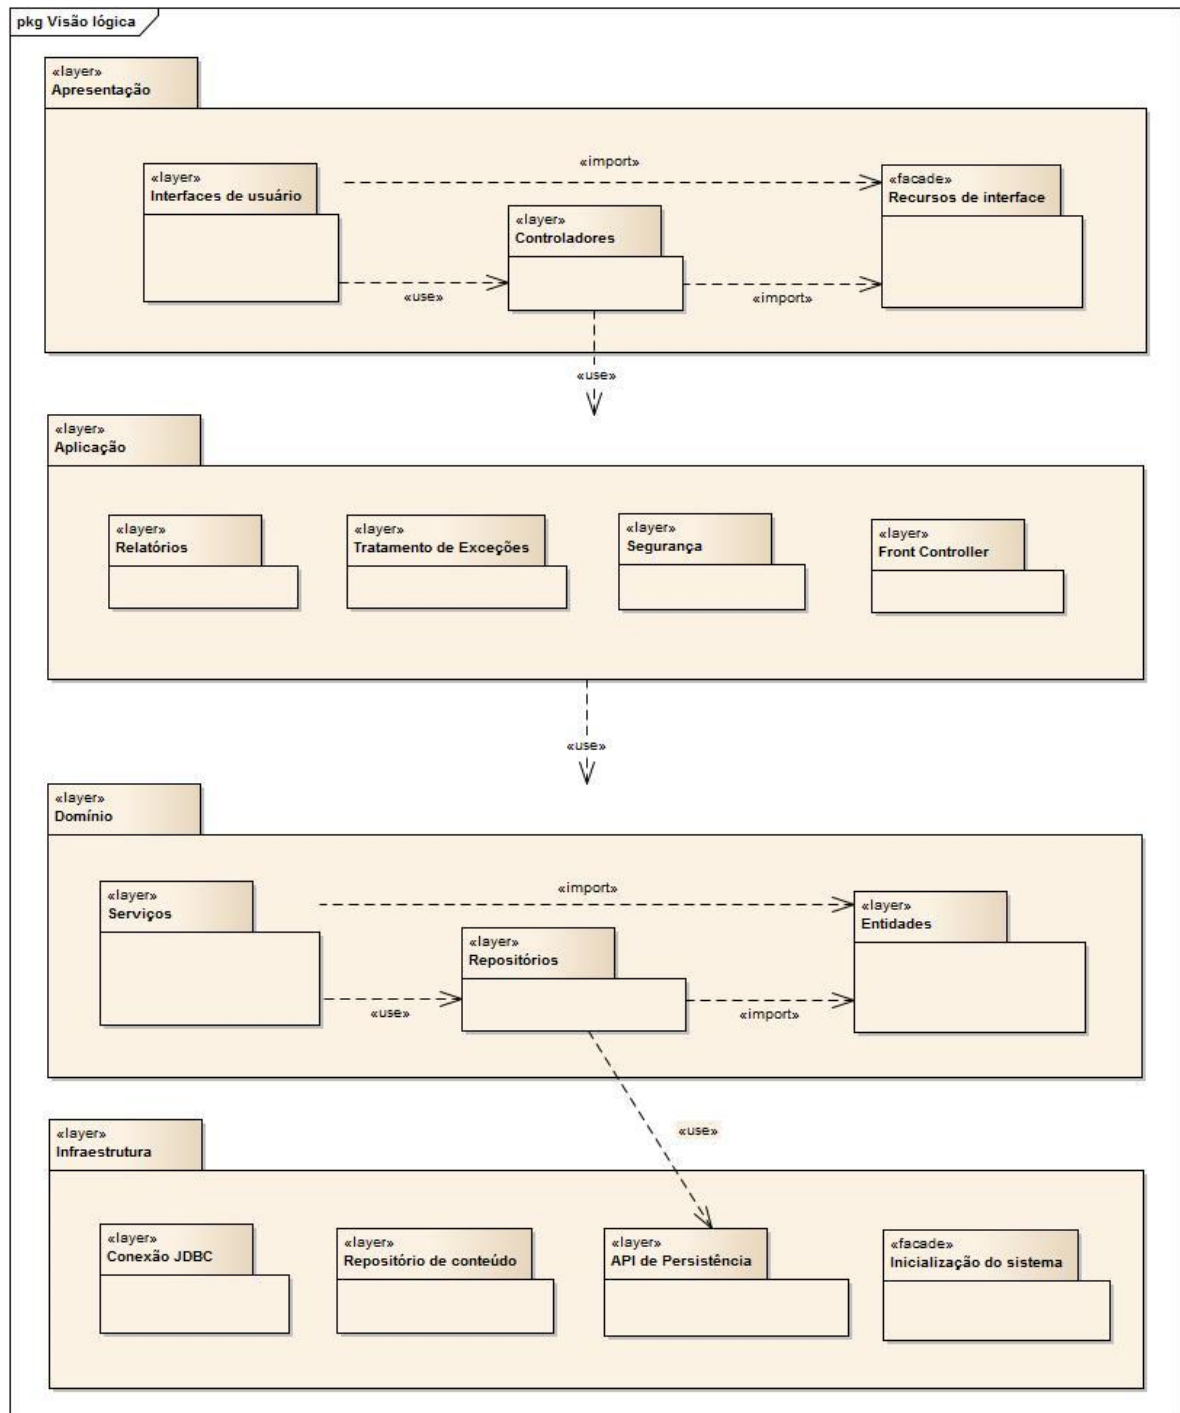 pkg Visão lógica
«layer»
Apresentação
«import»
«layer»
Interfaces de usuário
«facade»
Recursos de interface
«layer»
Controladores
«use»
«import»
«use»
«layer»
Aplicação
«layer»
Relatórios
«layer»
Tratamento de Exceções
«layer»
Segurança
«layer»
Front Controller
«use»
«layer»
Domínio
«import»
«layer»
Serviços
«layer»
Entidades
«layer»
Repositórios
«use»
«import»
«use»
«layer»
Infraestrutura
«layer»
Conexão JDBC
«layer»
Repositório de conteúdo
«layer»
API de Persistência
«facade»
Inicialização do sistema